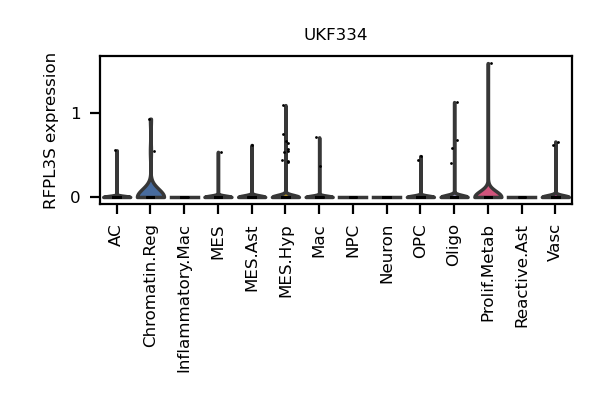 UKF334
RFPL3S expression
1
0
AC
Chromatin.Reg
Inflammatory.Mac
MES
MES.Ast
MES.Hyp
Mac
NPC
Neuron
OPC
Oligo
Prolif.Metab
Reactive.Ast
Vasc